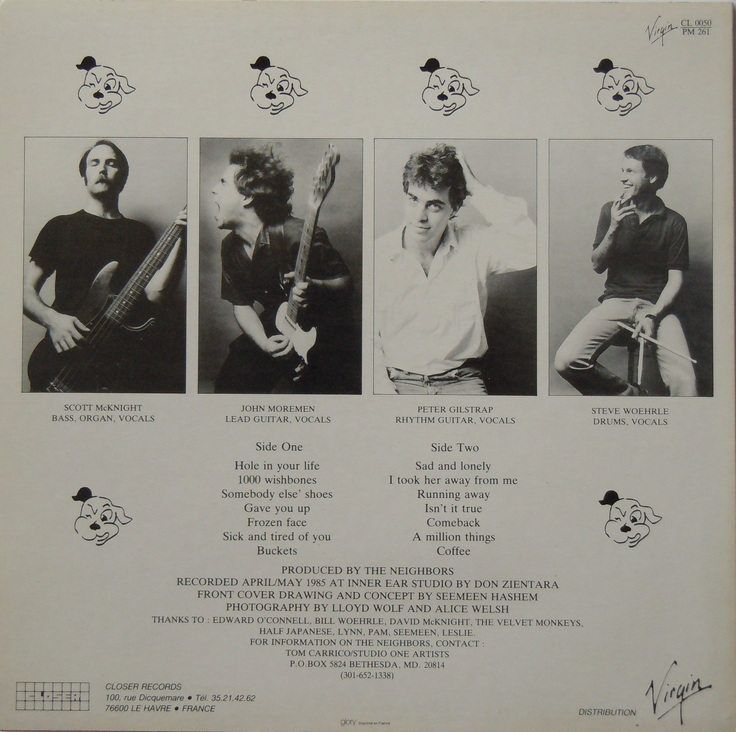 Virgin CL 0050
PM 261
SCOTT McKNIGHT
BASS, ORGAN, VOCALS
JOHN MOREMEN
LEAD GUITAR, VOCALS
PETER GILSTRAP
RHYTHM GUITAR, VOCALS
STEVE WOEHRLE
DRUMS, VOCALS
Side One
Hole in your life
1000 wishbones
Somebody else' shoes
Gave you up
Frozen face
Sick and tired of you
Buckets
Side Two
Sad and lonely
I took her away from me
Running away
Isn't it true
Comeback
A million things
Coffee
PRODUCED BY THE NEIGHBORS
RECORDED APRIL/MAY 1985 AT INNER EAR STUDIO BY DON ZIENTARA
FRONT COVER DRAWING AND CONCEPT BY SEEMEEN HASHEM
PHOTOGRAPHY BY LLOYD WOLF AND ALICE WELSH
THANKS TO : EDWARD O'CONNELL, BILL WOEHRLE, DAVID McKNIGHT, THE VELVET MONKEYS,
HALF JAPANESE, LYNN, PAM, SEEMEEN, LESLIE.
FOR INFORMATION ON THE NEIGHBORS, CONTACT :
TOM CARRICO/STUDIO ONE ARTISTS
P.O.BOX 5824 BETHESDA, MD. 20814
(301-652-1338)
CLOSER
CLOSER RECORDS
100, rue Dicquemare • Tél. 35.21.42.62
76600 LE HAVRE • FRANCE
DISTRIBUTION Virgin
glory